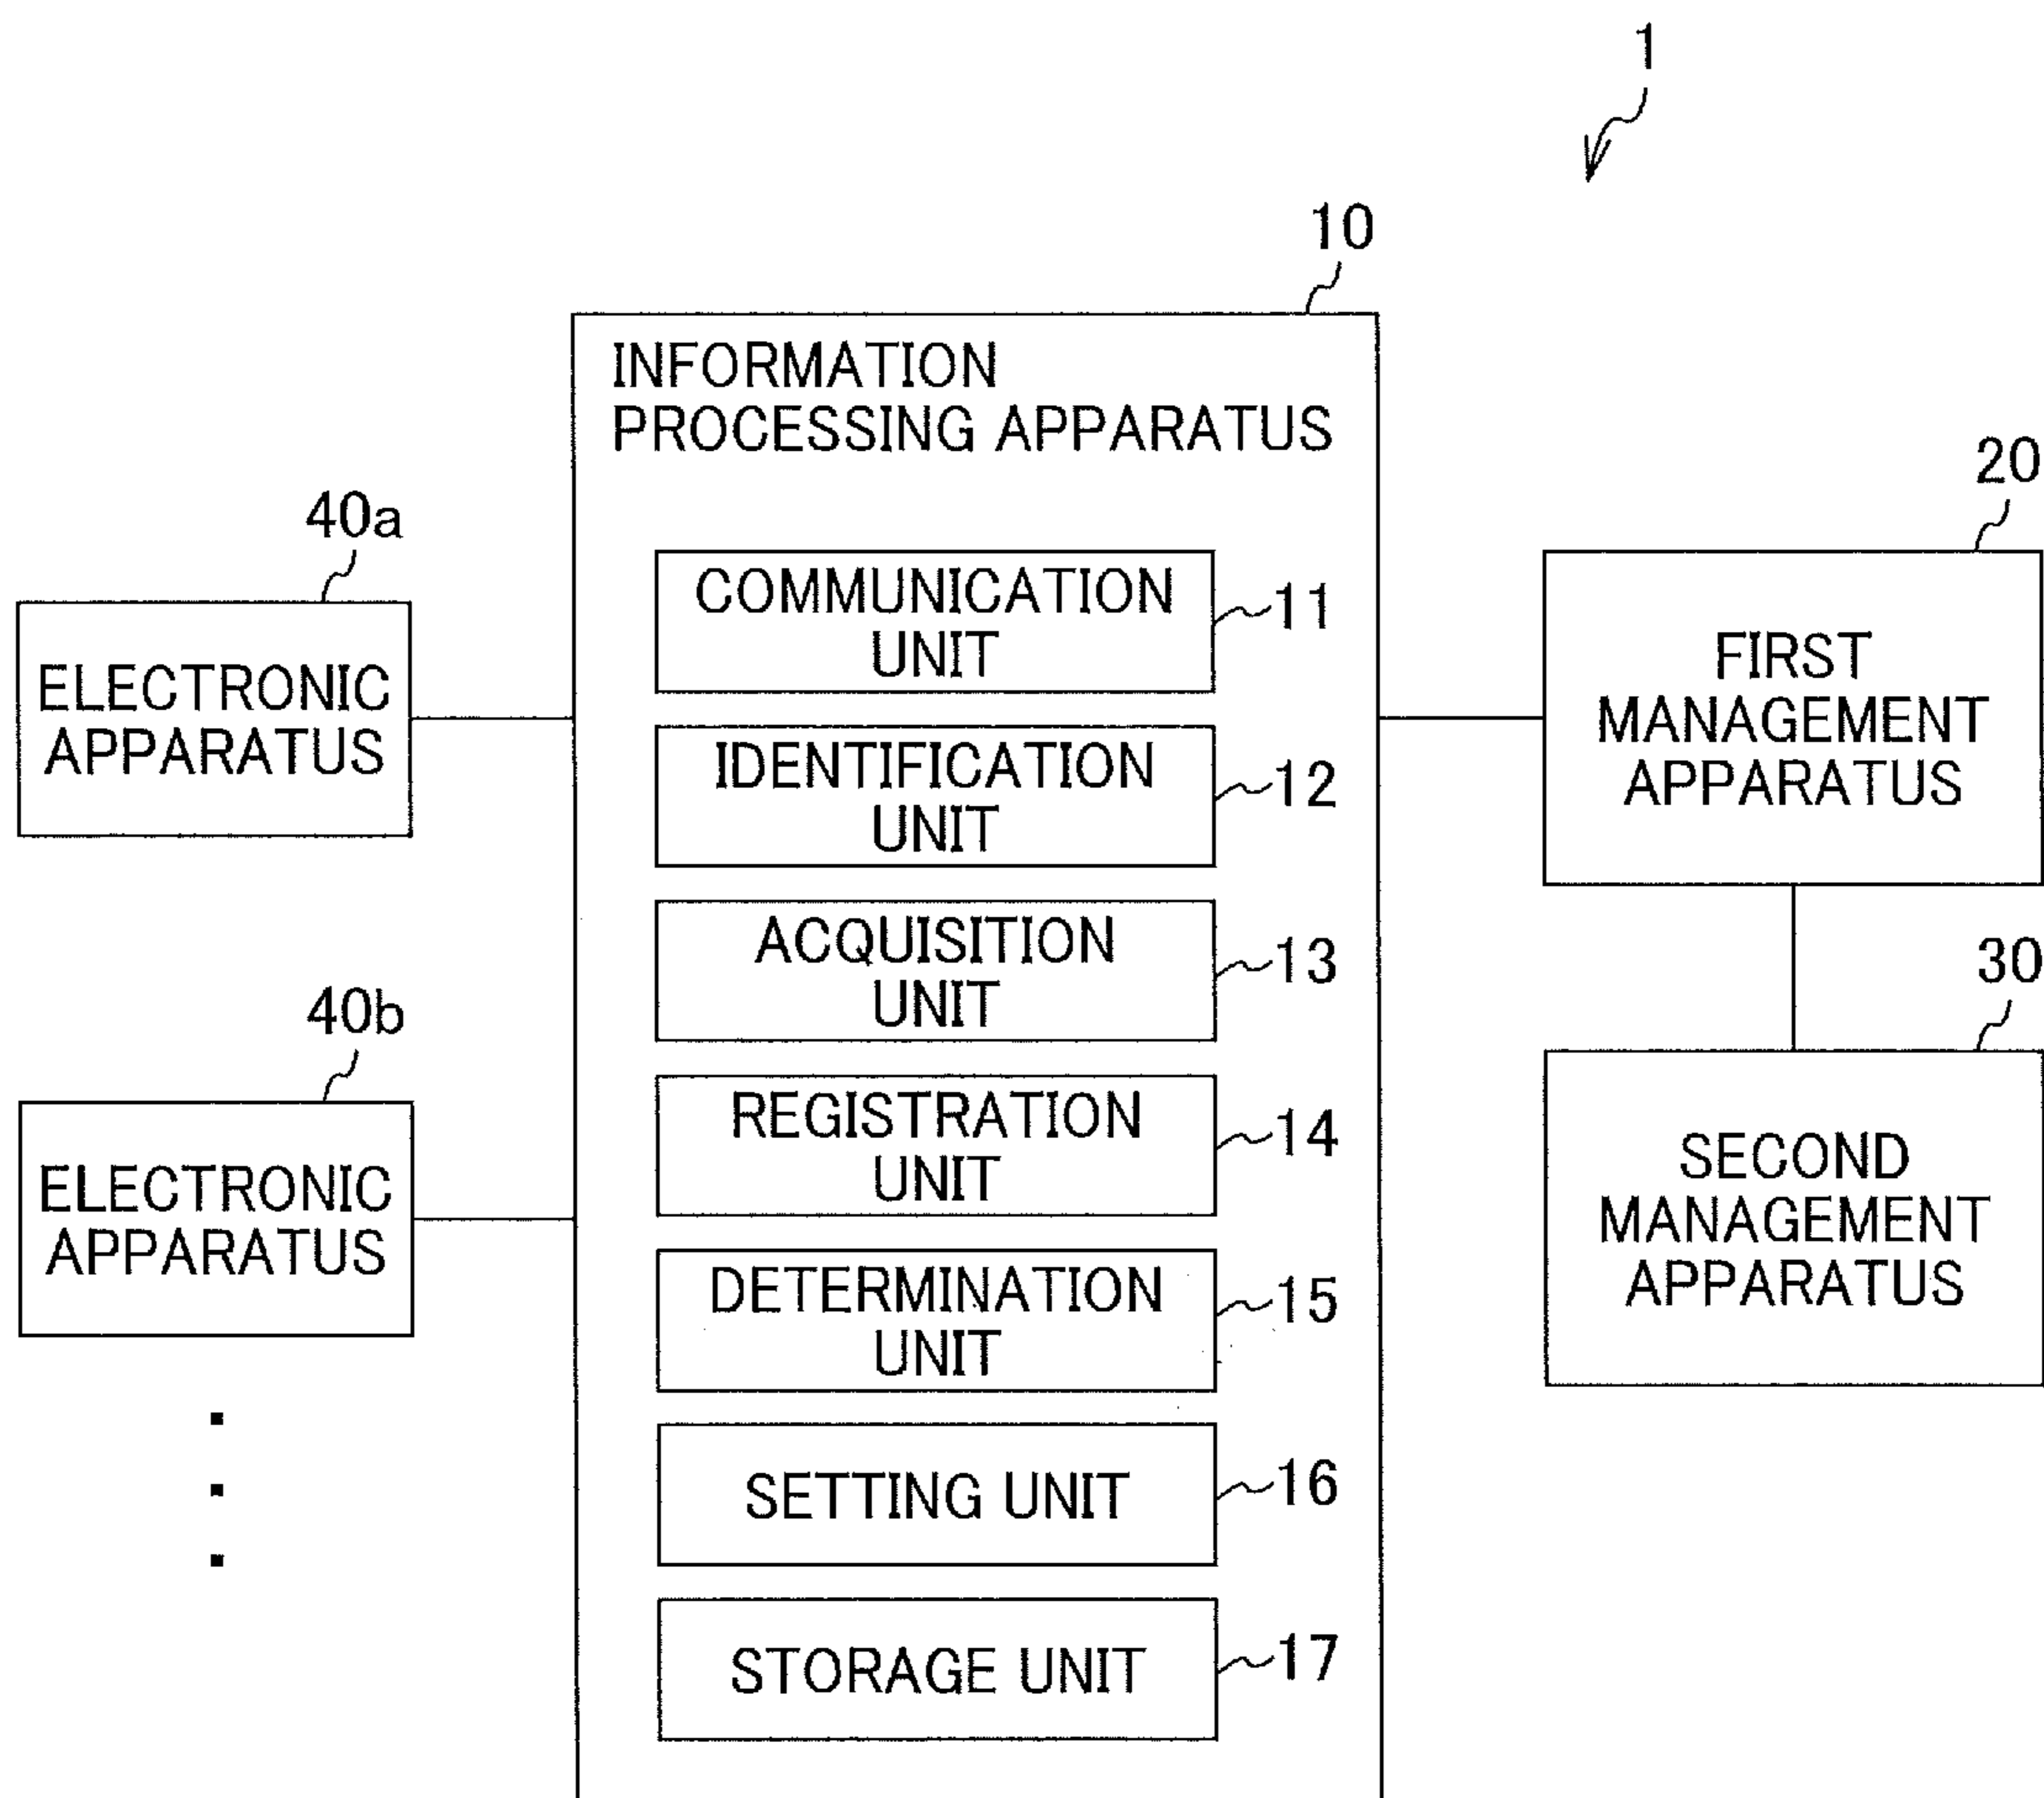 1
10
INFORMATION
PROCESSING APPARATUS
20
40a
COMMUNICATION
UNIT
11
ELECTRONIC
APPARATUS
FIRST
MANAGEMENT
APPARATUS
IDENTIFICATION
UNIT
12
ACQUISITION
UNIT
13
30
40b
REGISTRATION
UNIT
14
ELECTRONIC
APPARATUS
SECOND
MANAGEMENT
APPARATUS
DETERMINATION
UNIT
15
SETTING UNIT
16
STORAGE UNIT
17